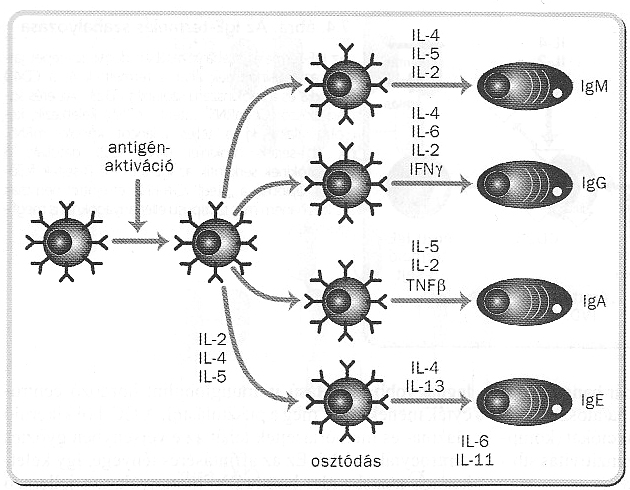 IL-4
IL-5
IL-2
IgM
IL-4
IL-6
IL-2
IFNγ
IgG
antigén-
aktiváció
IL-5
IL-2
TNFβ
IgA
IL-2
IL-4
IL-5
IL-4
IL-13
IgE
IL-6
IL-11
osztódás